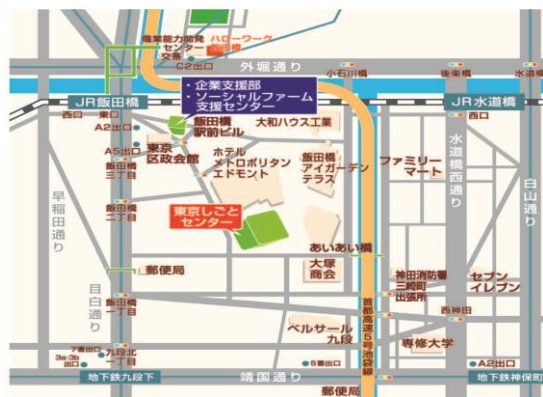 職業能力開発
センター
ハローワーク
飯田橋
交番
C2出口
外堀通り
小石川橋
後楽橋
水道橋
JR飯田橋
西口
東口
・企業支援部
・ソーシャルファーム
支援センター
JR水道橋
西口
A2出口
飯田橋
駅前ビル
大和ハウス工業
A5出口
東京
区政会館
飯田橋
三丁目
ホテル
メトロポリタン
エドモント
飯田橋
アイガーデン
テラス
ファミリー
マート
水道橋西通り
白山通り
早稲田通り
飯田橋
二丁目
東京しごと
センター
あいあい橋
郵便局
大塚
商会
神田消防署
三崎町
出張所
セブン
イレブン
目白通り
飯田橋
一丁目
首都高速5号池袋線
西神田
ベルサール
九段
専修大学
7番出口
3a-3b
出口
九段北
一丁目
5番出口
A2出口
地下鉄九段下
靖国通り
地下鉄神保町
郵便局